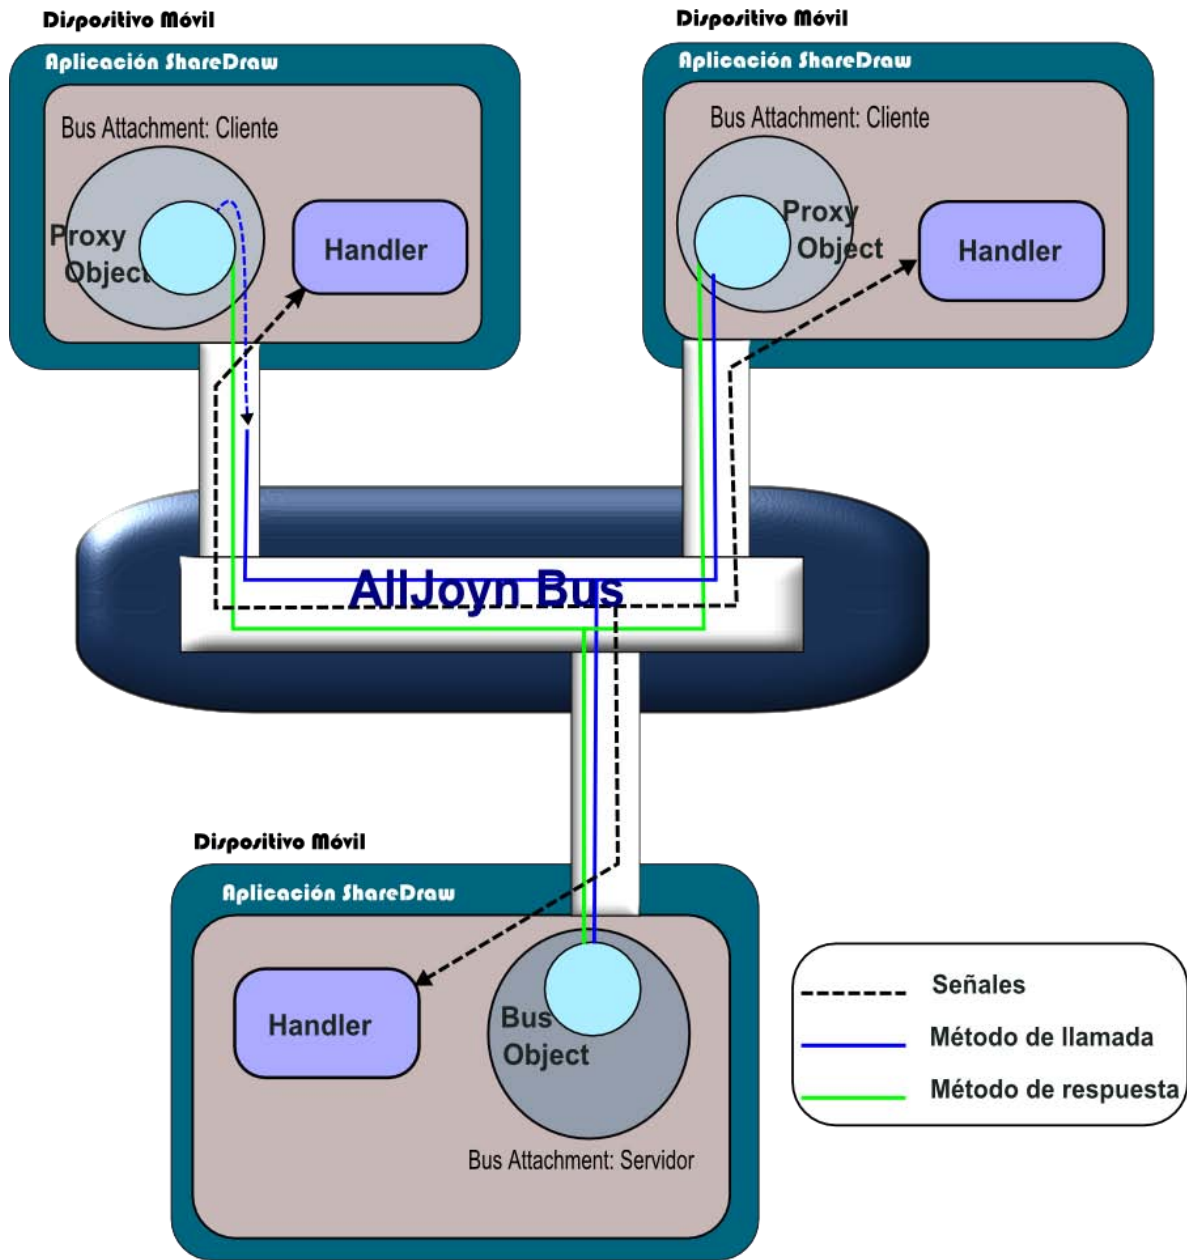 Dispositivo Móvil
Aplicación ShareDraw
Bus Attachment: Cliente
Proxy
Object
Handler
Dispositivo Móvil
Aplicación ShareDraw
Bus Attachment: Cliente
Proxy
Object
Handler
AllJoyn Bus
Dispositivo Móvil
Aplicación ShareDraw
Handler
Bus
Object
Bus Attachment: Servidor
Señales
Método de llamada
Método de respuesta